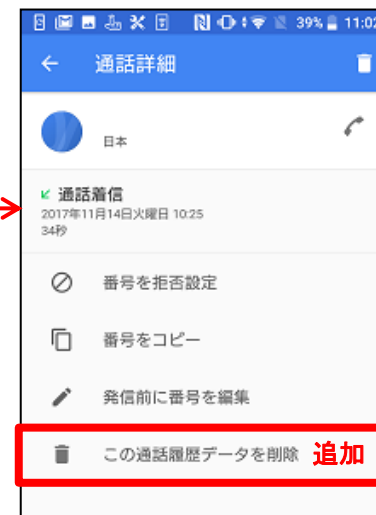 39% 11:02
通話詳細
日本
通話着信
2017年11月14日火曜日 10:25
34秒
番号を拒否設定
番号をコピー
発信前に番号を編集
この通話履歴データを削除 追加